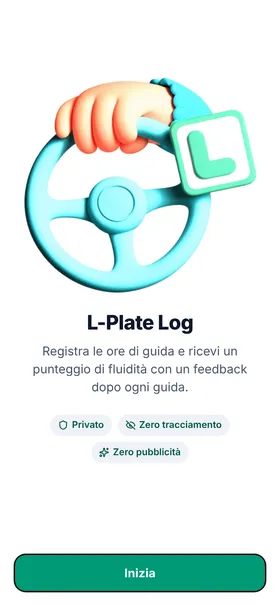 L
L-Plate Log
Registra le ore di guida e ricevi un
punteggio di fluidità con un feedback
dopo ogni guida.
Privato
Zero tracciamento
Zero pubblicità
Inizia